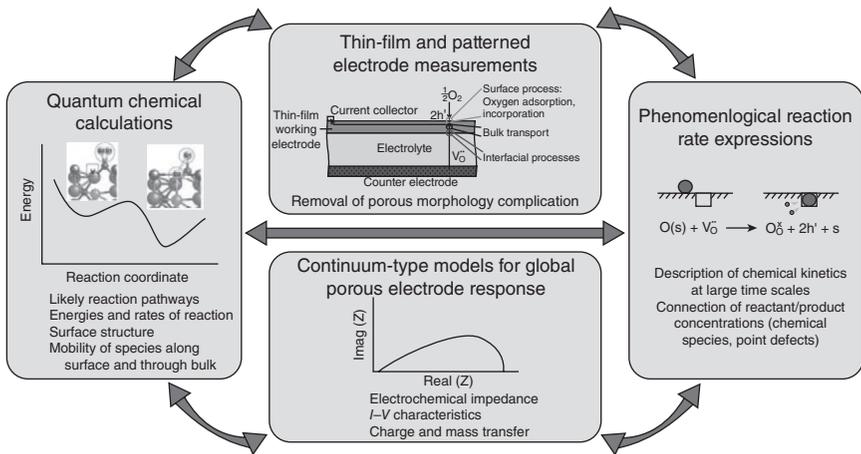 Quantum chemical
calculations
Energy
Reaction coordinate
Likely reaction pathways
Energies and rates of reaction
Surface structure
Mobility of species along
surface and through bulk
Thin-film and patterned
electrode measurements
½O₂
2h˙
Surface process:
Oxygen adsorption,
incorporation
Current collector
Thin-film
working
electrode
Bulk transport
Electrolyte
V_O^¨
Interfacial processes
Counter electrode
Removal of porous morphology complication
Continuum-type models for global
porous electrode response
Imag (Z)
Real (Z)
Electrochemical impedance
I–V characteristics
Charge and mass transfer
Phenomenlogical reaction
rate expressions
O(s) + V_O^¨ ⟶ O_O^x + 2h˙ + s
Description of chemical kinetics
at large time scales
Connection of reactant/product
concentrations (chemical
species, point defects)